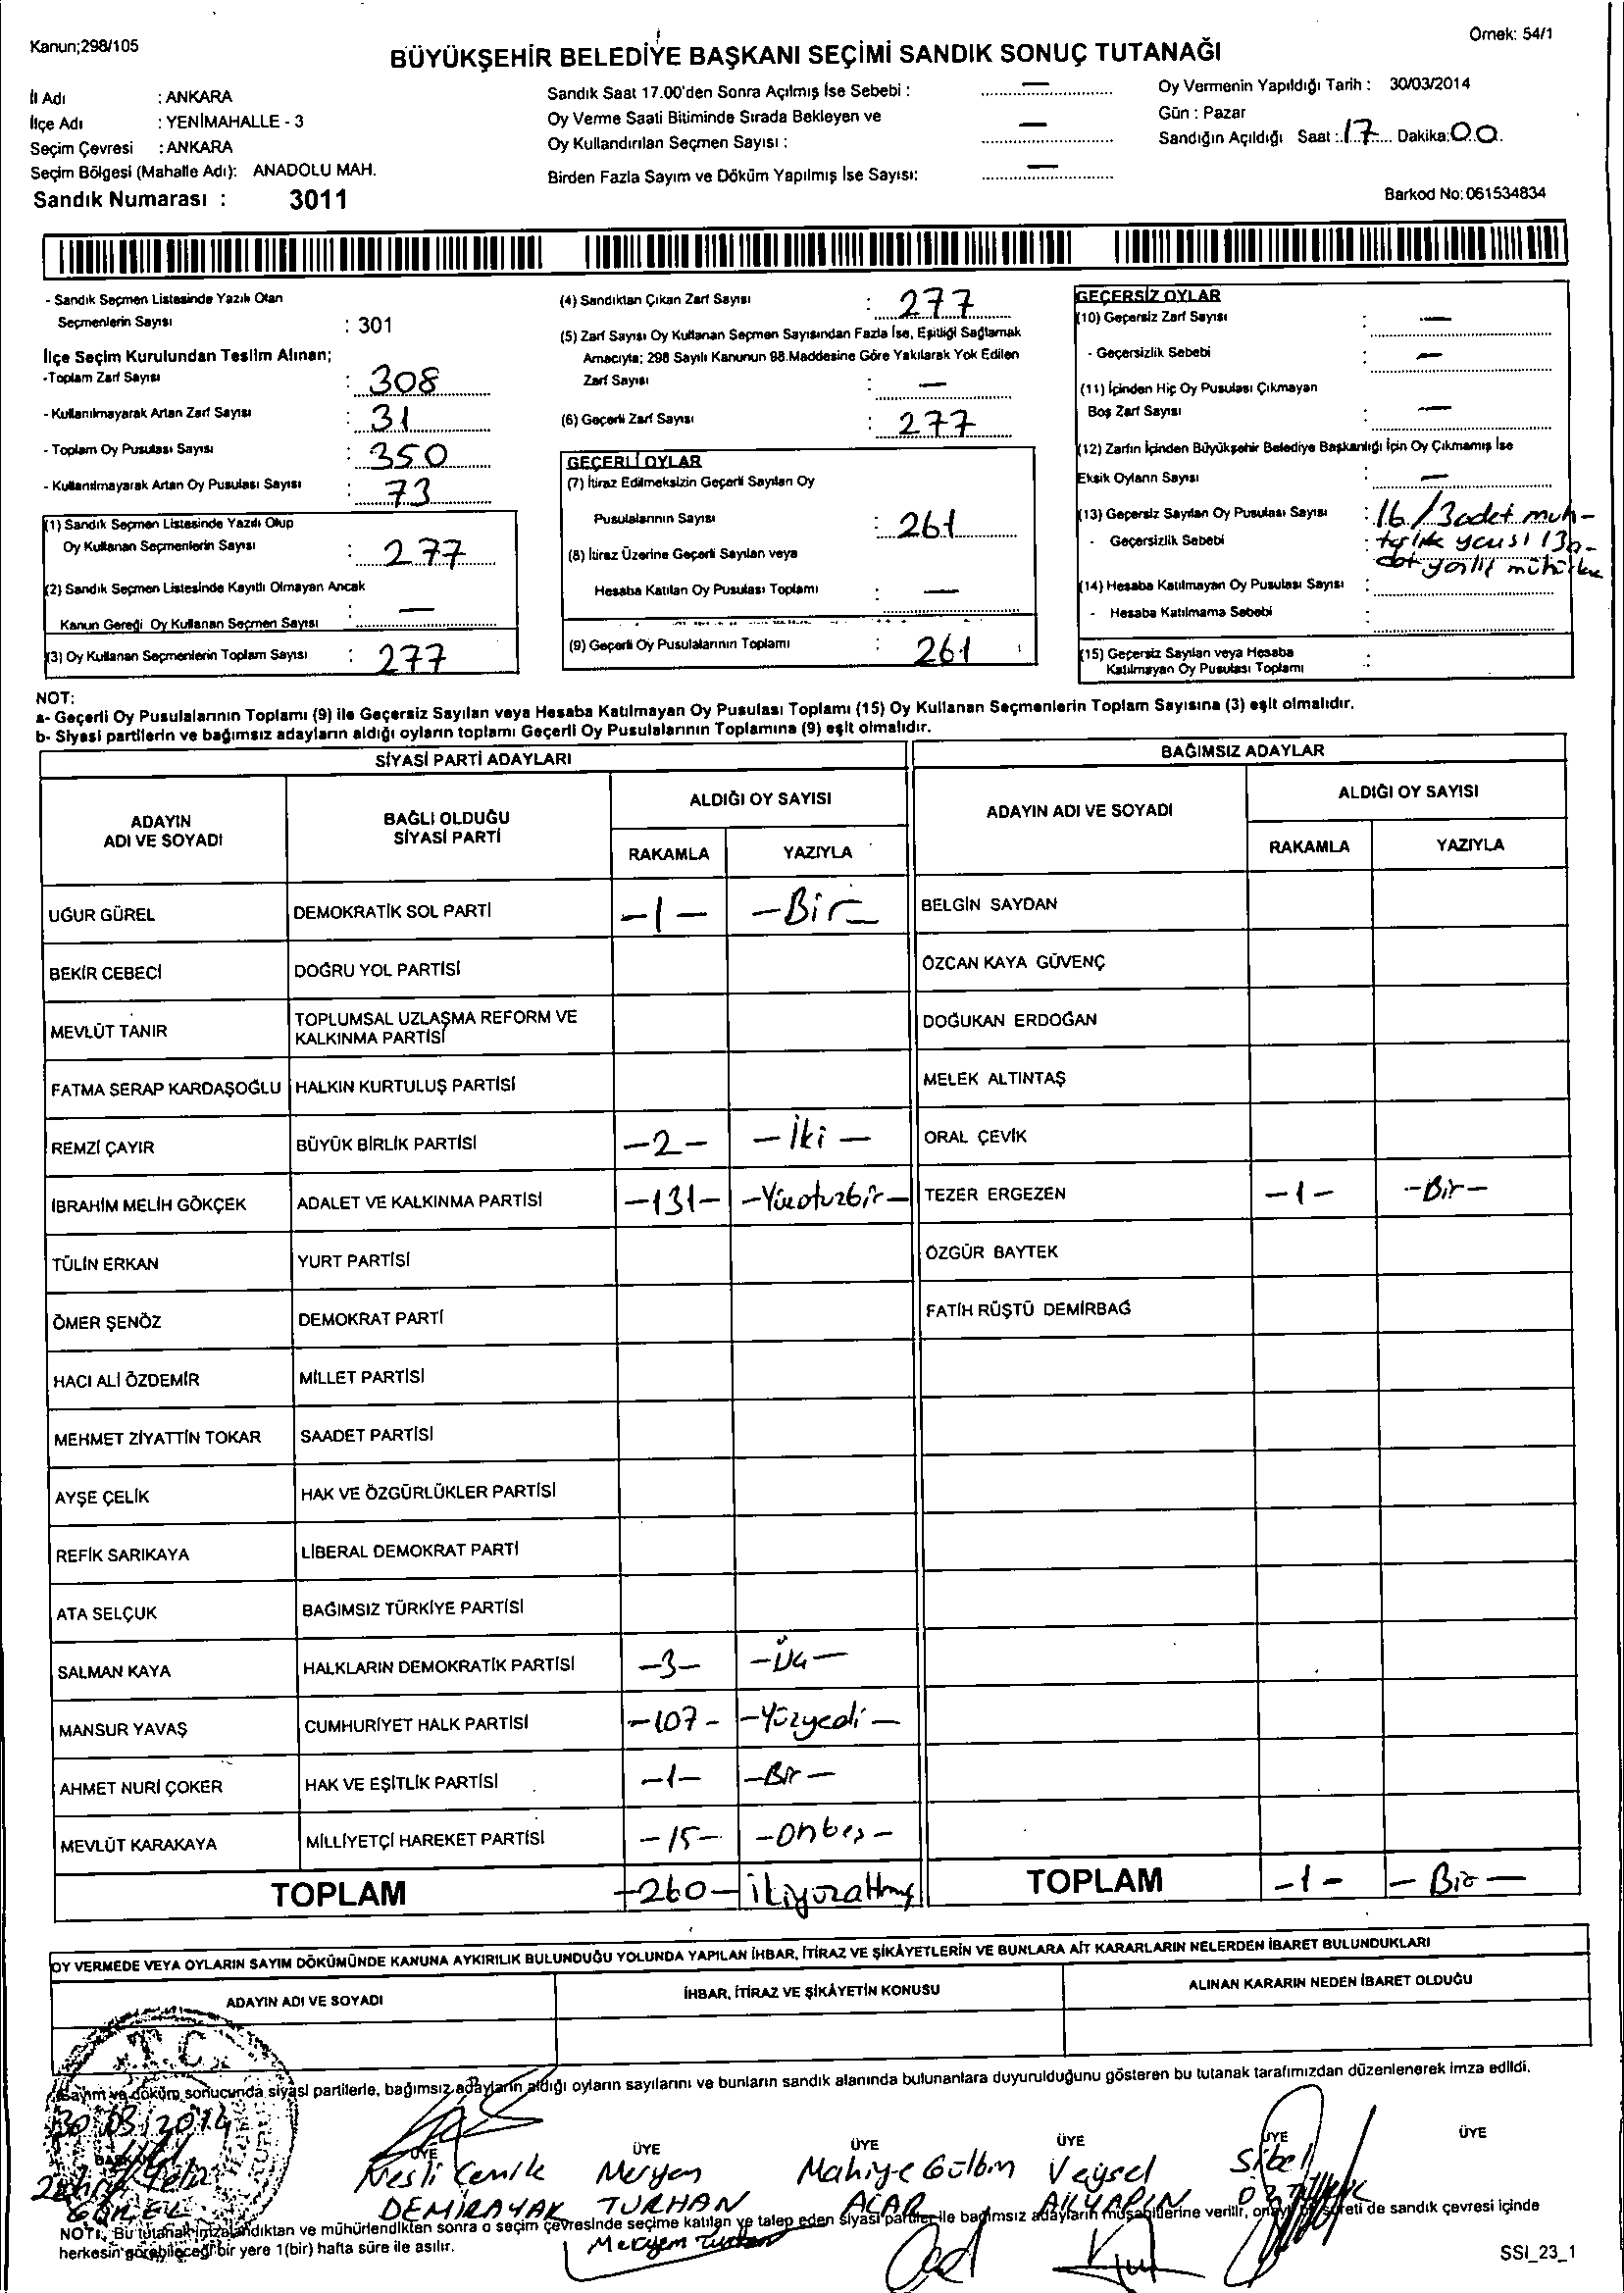 Kanun;298/105
Örnek: 54/1
BÜYÜKŞEHİR BELEDİYE BAŞKANI SEÇİMİ SANDIK SONUÇ TUTANAĞI
İl Adı : ANKARA
İlçe Adı : YENİMAHALLE - 3
Seçim Çevresi : ANKARA
Seçim Bölgesi (Mahalle Adı): ANADOLU MAH.
Sandık Numarası : 3011
Sandık Saat 17.00'den Sonra Açılmış İse Sebebi : —
Oy Verme Saati Bitiminde Sırada Bekleyen ve
Oy Kullandırılan Seçmen Sayısı : —
Birden Fazla Sayım ve Döküm Yapılmış İse Sayısı: —
Oy Vermenin Yapıldığı Tarih : 30/03/2014
Gün : Pazar
Sandığın Açıldığı Saat : 17 Dakika: 00
Barkod No: 061534834
- Sandık Seçmen Listesinde Yazılı Olan
Seçmenlerin Sayısı : 301
İlçe Seçim Kurulundan Teslim Alınan;
-Toplam Zarf Sayısı : 308
- Kullanılmayarak Artan Zarf Sayısı : 31
- Toplam Oy Pusulası Sayısı : 350
- Kullanılmayarak Artan Oy Pusulası Sayısı : 73
(1) Sandık Seçmen Listesinde Yazılı Olup
Oy Kullanan Seçmenlerin Sayısı : 277
(2) Sandık Seçmen Listesinde Kayıtlı Olmayan Ancak
Kanun Gereği Oy Kullanan Seçmen Sayısı : —
(3) Oy Kullanan Seçmenlerin Toplam Sayısı : 277
(4) Sandıktan Çıkan Zarf Sayısı : 277
(5) Zarf Sayısı Oy Kullanan Seçmen Sayısından Fazla İse, Eşitliği Sağlamak
Amacıyla; 298 Sayılı Kanunun 98.Maddesine Göre Yakılarak Yok Edilen
Zarf Sayısı : —
(6) Geçerli Zarf Sayısı : 277
GEÇERLİ OYLAR
(7) İtiraz Edilmeksizin Geçerli Sayılan Oy
Pusulalarının Sayısı : 261
(8) İtiraz Üzerine Geçerli Sayılan veya
Hesaba Katılan Oy Pusulası Toplamı : —
(9) Geçerli Oy Pusulalarının Toplamı : 261
GEÇERSİZ OYLAR
(10) Geçersiz Zarf Sayısı : —
- Geçersizlik Sebebi : —
(11) İçinden Hiç Oy Pusulası Çıkmayan
Boş Zarf Sayısı : —
(12) Zarfın İçinden Büyükşehir Belediye Başkanlığı İçin Oy Çıkmamış İse
Eksik Oyların Sayısı : —
(13) Geçersiz Sayılan Oy Pusulası Sayısı : 16 / 3 adet muh-
- Geçersizlik Sebebi :
(14) Hesaba Katılmayan Oy Pusulası Sayısı :
- Hesaba Katılmama Sebebi :
(15) Geçersiz Sayılan veya Hesaba
Katılmayan Oy Pusulası Toplamı :
NOT:
a- Geçerli Oy Pusulalarının Toplamı (9) ile Geçersiz Sayılan veya Hesaba Katılmayan Oy Pusulası Toplamı (15) Oy Kullanan Seçmenlerin Toplam Sayısına (3) eşit olmalıdır.
b- Siyasi partilerin ve bağımsız adayların aldığı oyların toplamı Geçerli Oy Pusulalarının Toplamına (9) eşit olmalıdır.
SİYASİ PARTİ ADAYLARI BAĞIMSIZ ADAYLAR
ADAYIN ADI VE SOYADI BAĞLI OLDUĞU SİYASİ PARTİ ALDIĞI OY SAYISI ADAYIN ADI VE SOYADI ALDIĞI OY SAYISI
RAKAMLA YAZIYLA RAKAMLA YAZIYLA
UĞUR GÜREL DEMOKRATİK SOL PARTİ -1- -Bir- BELGİN SAYDAN
BEKİR CEBECİ DOĞRU YOL PARTİSİ ÖZCAN KAYA GÜVENÇ
MEVLÜT TANIR TOPLUMSAL UZLAŞMA REFORM VE KALKINMA PARTİSİ DOĞUKAN ERDOĞAN
FATMA SERAP KARDAŞOĞLU HALKIN KURTULUŞ PARTİSİ MELEK ALTINTAŞ
REMZİ ÇAYIR BÜYÜK BİRLİK PARTİSİ -2- -İki- ORAL ÇEVİK
İBRAHİM MELİH GÖKÇEK ADALET VE KALKINMA PARTİSİ -131- -Yüzotuzbir- TEZER ERGEZEN -1- -Bir-
TÜLİN ERKAN YURT PARTİSİ ÖZGÜR BAYTEK
ÖMER ŞENÖZ DEMOKRAT PARTİ FATİH RÜŞTÜ DEMİRBAĞ
HACI ALİ ÖZDEMİR MİLLET PARTİSİ
MEHMET ZİYATTİN TOKAR SAADET PARTİSİ
AYŞE ÇELİK HAK VE ÖZGÜRLÜKLER PARTİSİ
REFİK SARIKAYA LİBERAL DEMOKRAT PARTİ
ATA SELÇUK BAĞIMSIZ TÜRKİYE PARTİSİ
SALMAN KAYA HALKLARIN DEMOKRATİK PARTİSİ -3- -Üç-
MANSUR YAVAŞ CUMHURİYET HALK PARTİSİ -107- -Yüzyedi-
AHMET NURİ ÇOKER HAK VE EŞİTLİK PARTİSİ -1- -Bir-
MEVLÜT KARAKAYA MİLLİYETÇİ HAREKET PARTİSİ -15- -Onbeş-
TOPLAM -260- ikiyüzaltmış TOPLAM -1- -Bir-
OY VERMEDE VEYA OYLARIN SAYIM DÖKÜMÜNDE KANUNA AYKIRILIK BULUNDUĞU YOLUNDA YAPILAN İHBAR, İTİRAZ VE ŞİKÂYETLERİN VE BUNLARA AİT KARARLARIN NELERDEN İBARET BULUNDUKLARI
ADAYIN ADI VE SOYADI İHBAR, İTİRAZ VE ŞİKÂYETİN KONUSU ALINAN KARARIN NEDEN İBARET OLDUĞU
T.C.
Sayım ve döküm sonucunda siyasi partilerle, bağımsız adayların aldığı oyların sayılarını ve bunların sandık alanında bulunanlara duyurulduğunu gösteren bu tutanak tarafımızdan düzenlenerek imza edildi.
30/03/2014
BAŞKAN ÜYE ÜYE ÜYE ÜYE ÜYE ÜYE
Nesli Cemile Meryem Mahiye Gülbin Veysel Sibel
DEMİRAYAK TURHAN ACAR
NOT: Bu tutanak imzalandıktan ve mühürlendikten sonra o seçim çevresinde seçime katılan ve talep eden siyasi partiler ile bağımsız adayların müşahitlerine verilir, onaylı bir sureti de sandık çevresi içinde
herkesin görebileceği bir yere 1(bir) hafta süre ile asılır.
Meryem Turhan
SSI_23_1